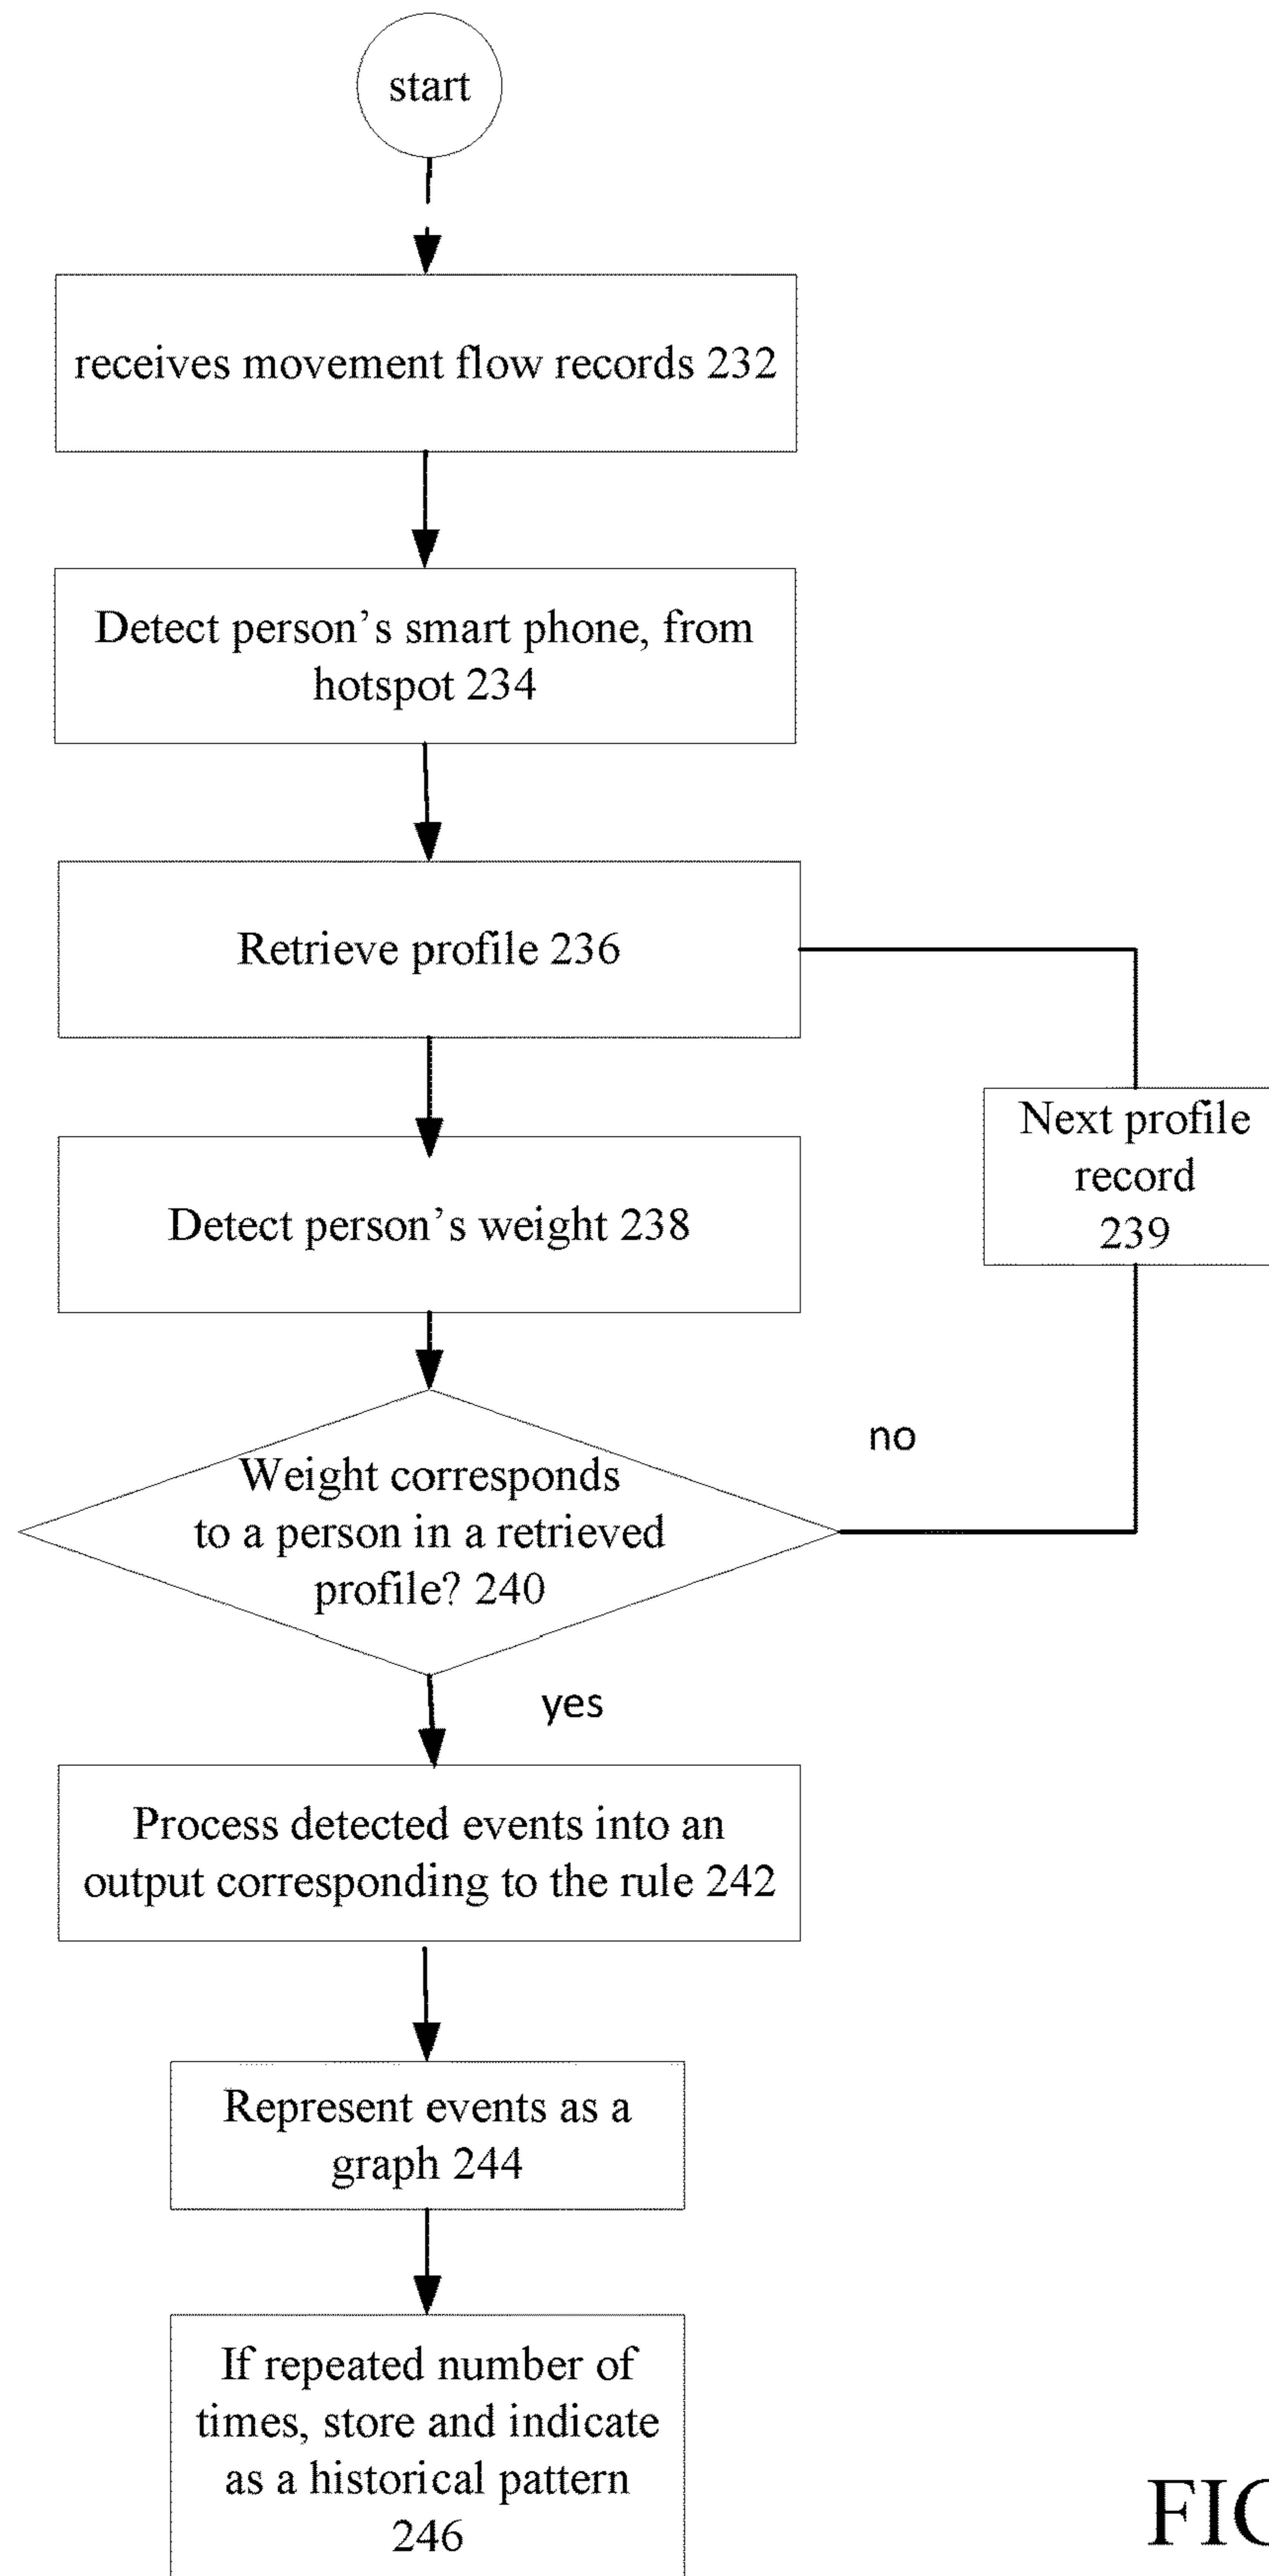 start
receives movement flow records 232
Detect person's smart phone, from
hotspot 234
Retrieve profile 236
Next profile
record
239
Detect person's weight 238
no
Weight corresponds
to a person in a retrieved
profile? 240
yes
Process detected events into an
output corresponding to the rule 242
Represent events as a
graph 244
If repeated number of
times, store and indicate
as a historical pattern
246